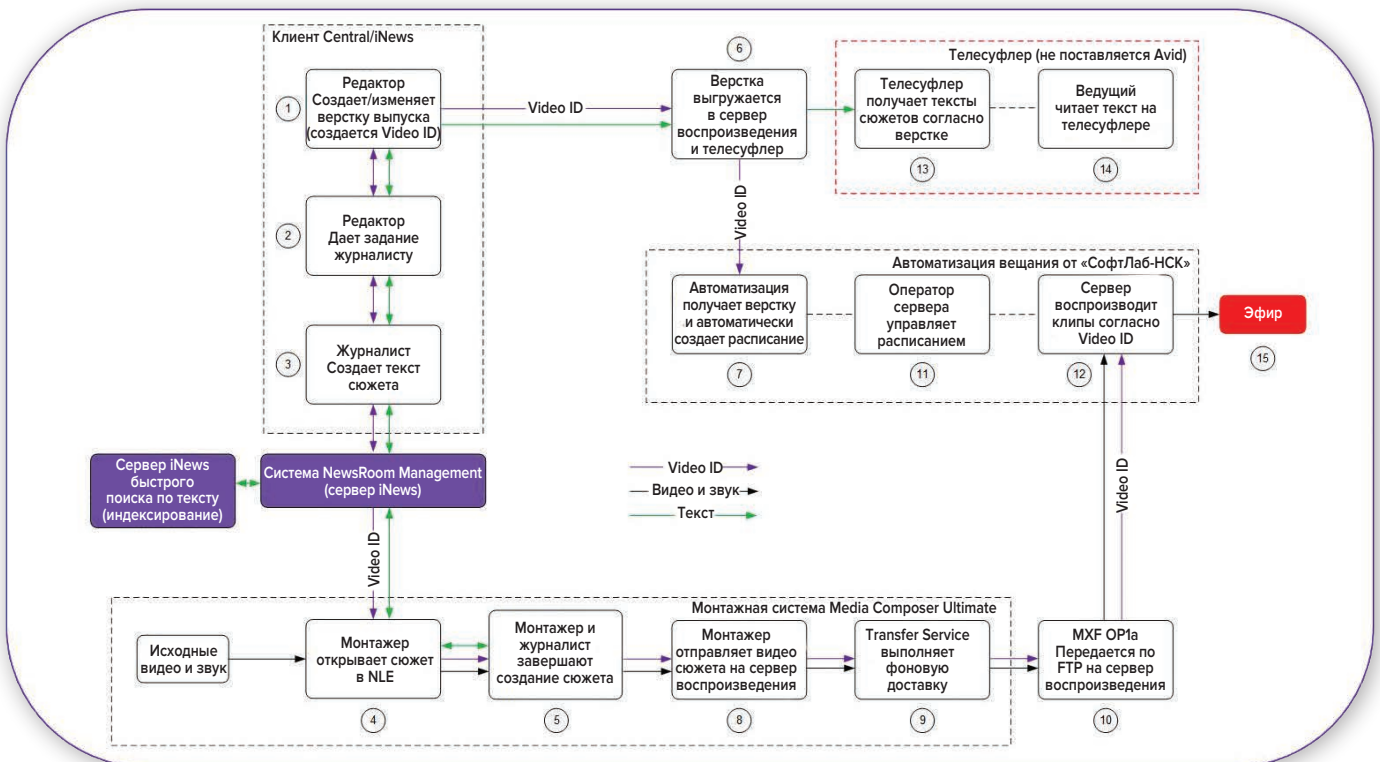 Клиент Central/iNews
1
Редактор
Создает/изменяет
верстку выпуска
(создается Video ID)
Video ID
6
Верстка
выгружается
в сервер
воспроизведения
и телесуфлер
Телесуфлер (не поставляется Avid)
Телесуфлер
получает тексты
сюжетов согласно
верстке
13
Ведущий
читает текст на
телесуфлере
14
2
Редактор
Дает задание
журналисту
Video ID
3
Журналист
Создает текст
сюжета
Автоматизация вещания от «СофтЛаб-НСК»
Автоматизация
получает верстку
и автоматически
создает расписание
7
Оператор
сервера
управляет
расписанием
11
Сервер
воспроизводит
клипы согласно
Video ID
12
Эфир
15
Сервер iNews
быстрого
поиска по тексту
(индексирование)
Система NewsRoom Management
(сервер iNews)
Video ID
Видео и звук
Текст
Video ID
Video ID
Монтажная система Media Composer Ultimate
Исходные
видео и звук
Монтажер
открывает сюжет
в NLE
4
Монтажер и
журналист
завершают
создание сюжета
5
Монтажер
отправляет видео
сюжета на сервер
воспроизведения
8
Transfer Service
выполняет
фоновую
доставку
9
MXF OP1a
Передается по
FTP на сервер
воспроизведения
10